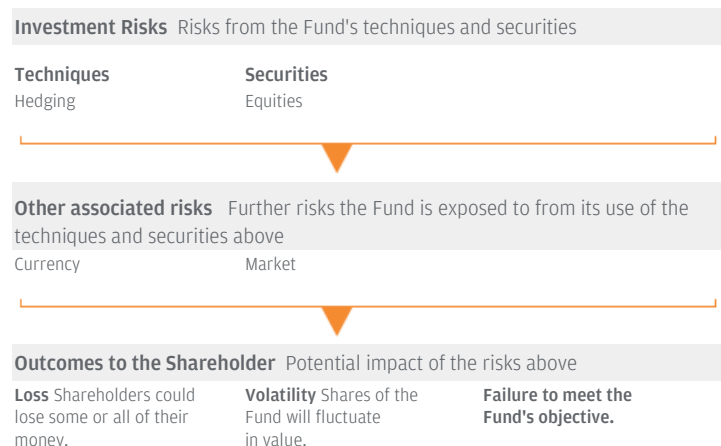 Investment Risks Risks from the Fund's techniques and securities
Techniques Securities
Hedging Equities
Other associated risks Further risks the Fund is exposed to from its use of the
techniques and securities above
Currency Market
Outcomes to the Shareholder Potential impact of the risks above
Loss Shareholders could
lose some or all of their
money.
Volatility Shares of the
Fund will fluctuate
in value.
Failure to meet the
Fund's objective.